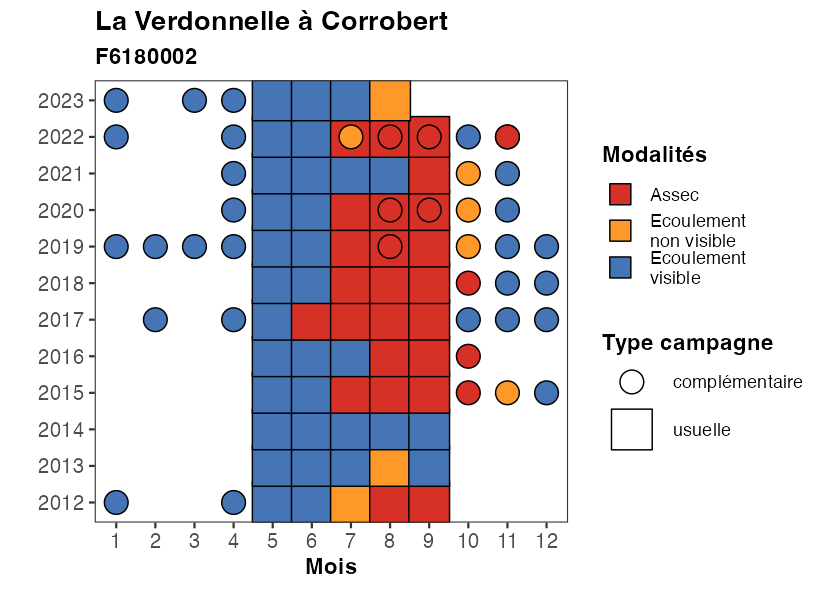 La Verdonnelle à Corrobert
F6180002
2023
2022
2021
2020
2019
2018
2017
2016
2015
2014
2013
2012
1 2 3 4 5 6 7 8 9 10 11 12
Mois
Modalités
Assec
Ecoulement
non visible
Ecoulement
visible
Type campagne
complémentaire
usuelle